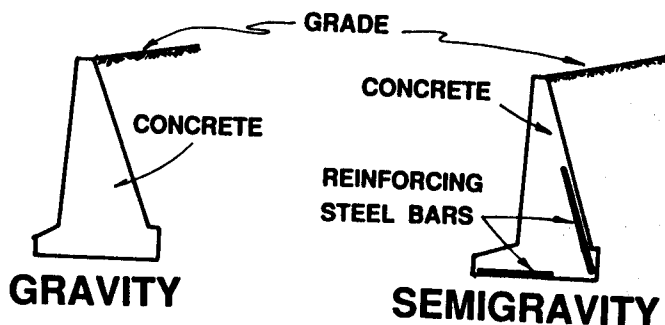 GRADE
CONCRETE
CONCRETE
REINFORCING
STEEL BARS
GRAVITY
SEMIGRAVITY